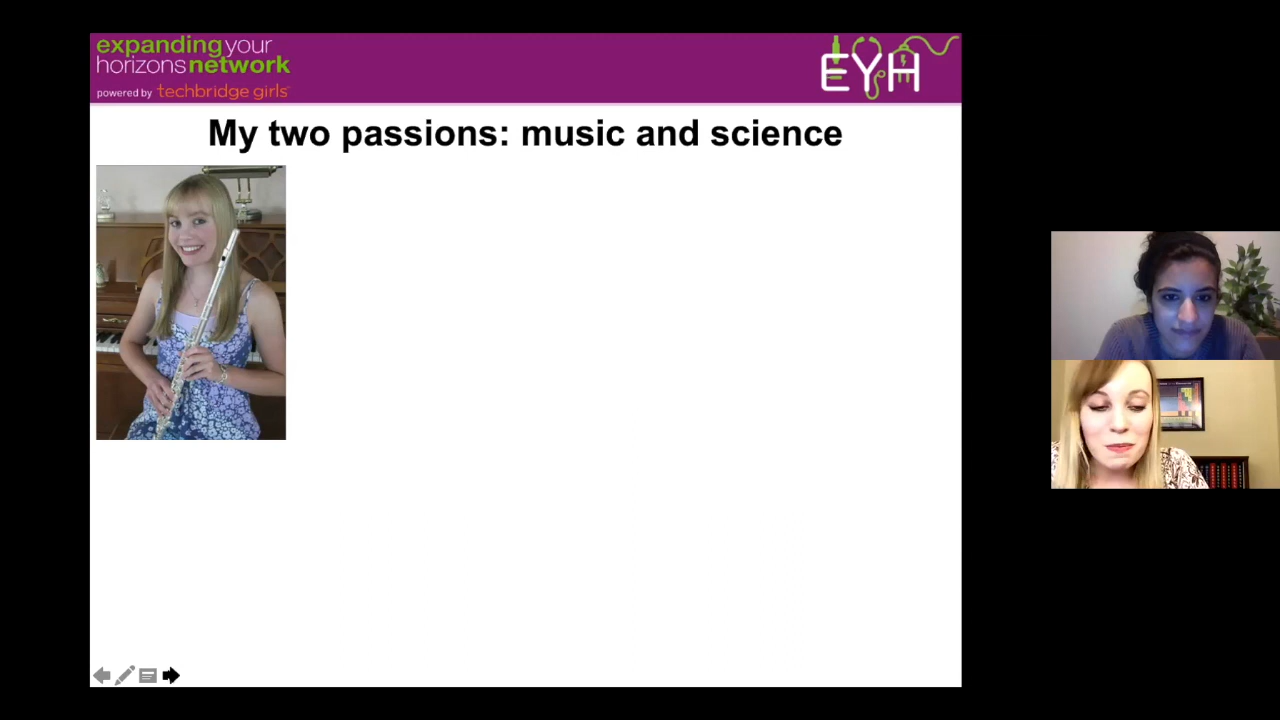 expanding your
horizons network
powered by techbridge girls
EYH
My two passions: music and science